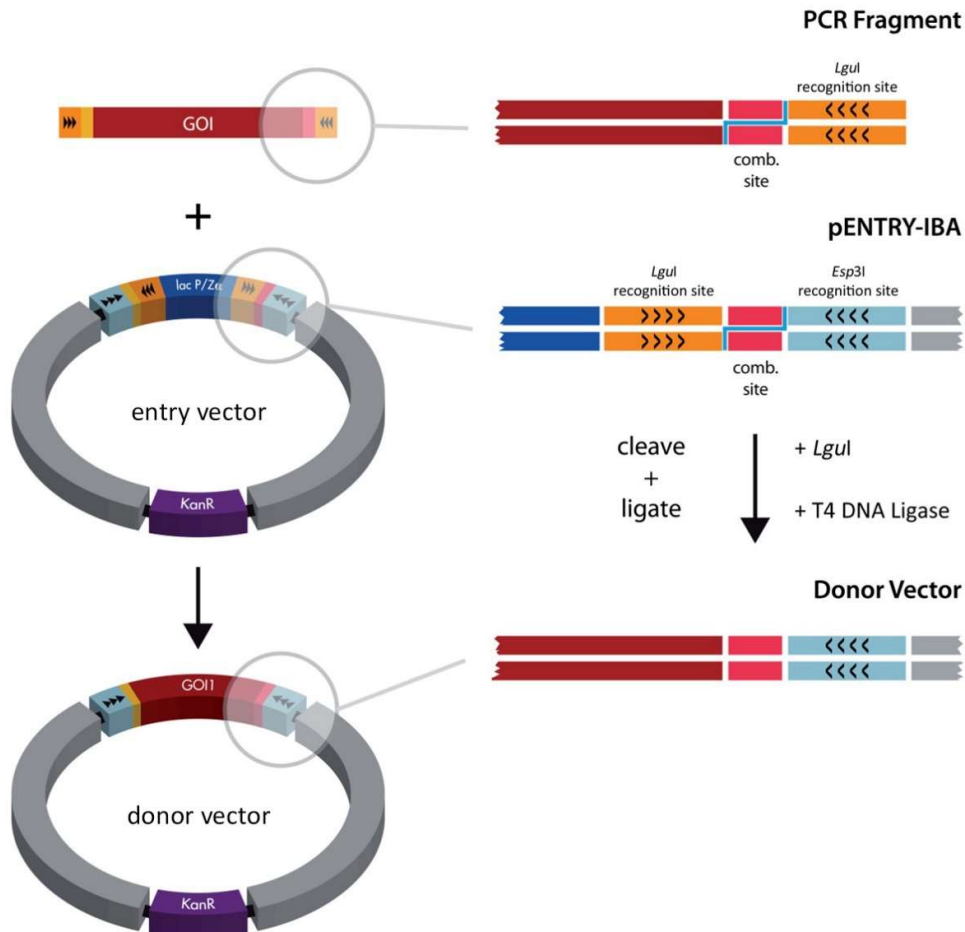 PCR Fragment
LguI
recognition site
GOI
comb.
site
+
pENTRY-IBA
LguI
recognition site
Esp3I
recognition site
lac P/Zα
comb.
site
entry vector
cleave
+
ligate
+ LguI
+ T4 DNA Ligase
KanR
Donor Vector
GOI1
donor vector
KanR